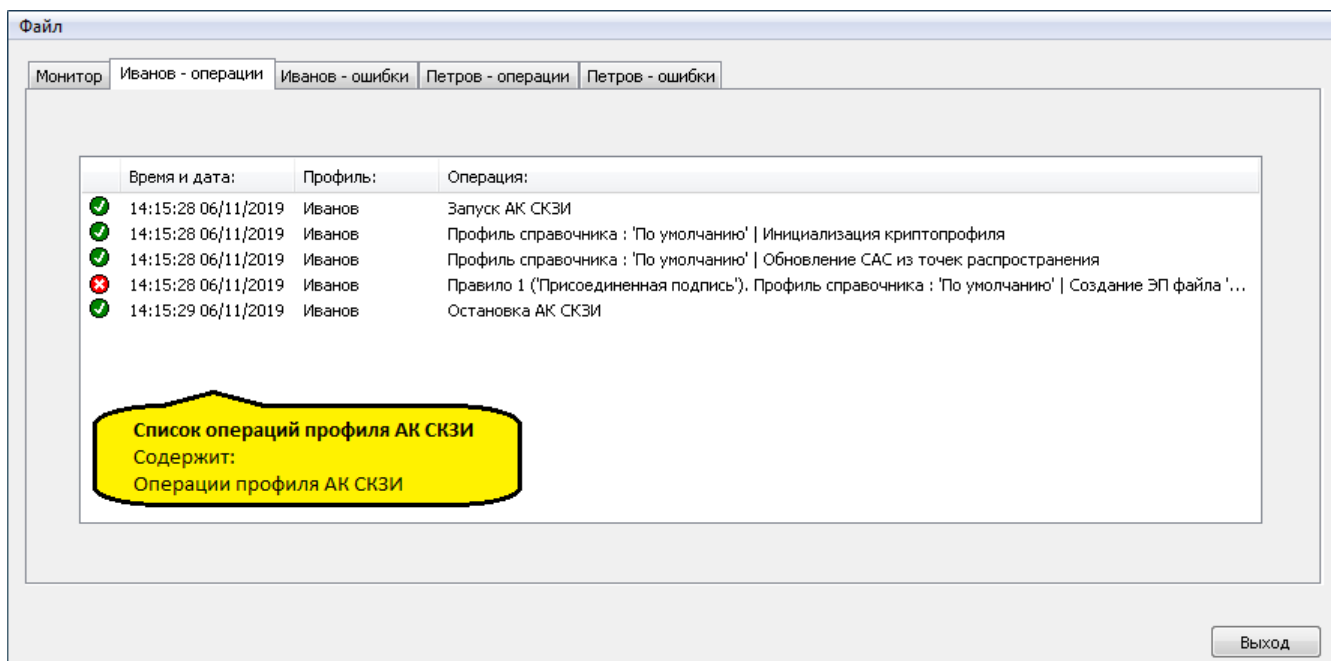 Файл
Монитор Иванов - операции Иванов - ошибки Петров - операции Петров - ошибки
Время и дата: Профиль: Операция:
14:15:28 06/11/2019 Иванов Запуск АК СКЗИ
14:15:28 06/11/2019 Иванов Профиль справочника : 'По умолчанию' | Инициализация криптопрофиля
14:15:28 06/11/2019 Иванов Профиль справочника : 'По умолчанию' | Обновление САС из точек распространения
14:15:28 06/11/2019 Иванов Правило 1 ('Присоединенная подпись'). Профиль справочника : 'По умолчанию' | Создание ЭП файла '...
14:15:29 06/11/2019 Иванов Остановка АК СКЗИ
Список операций профиля АК СКЗИ
Содержит:
Операции профиля АК СКЗИ
Выход